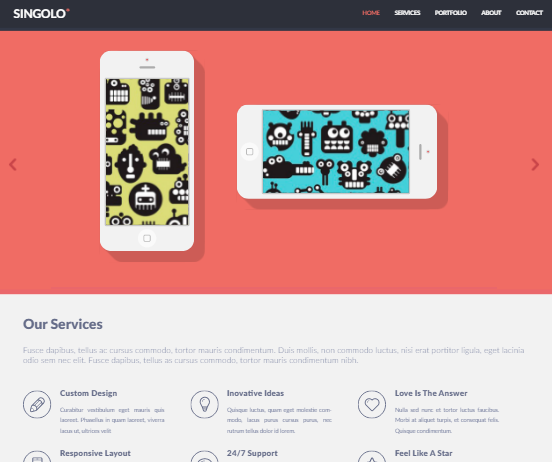 SINGOLO*
HOME SERVICES PORTFOLIO ABOUT CONTACT
Our Services
Fusce dapibus, tellus ac cursus commodo, tortor mauris condimentum. Duis mollis, non commodo luctus, nisi erat portitor ligula, eget lacinia
odio sem nec elit. Fusce dapibus, tellus as cursus commodo, tortor mauris condimentum nibh.
Custom Design
Curabitur vestibulum eget mauris quis
laoreet. Phasellus in quam laoreet, viverra
lacus ut, ultrices velit
Inovative Ideas
Quisque luctus, quam eget molestie com-
modo, lacus purus cursus purus, nec
rutrum tellus dolor id lorem.
Love Is The Answer
Nulla sed nunc et tortor luctus faucibus.
Morbi at aliquet turpis, et consequat felis.
Quisque condimentum.
Responsive Layout
24/7 Support
Feel Like A Star